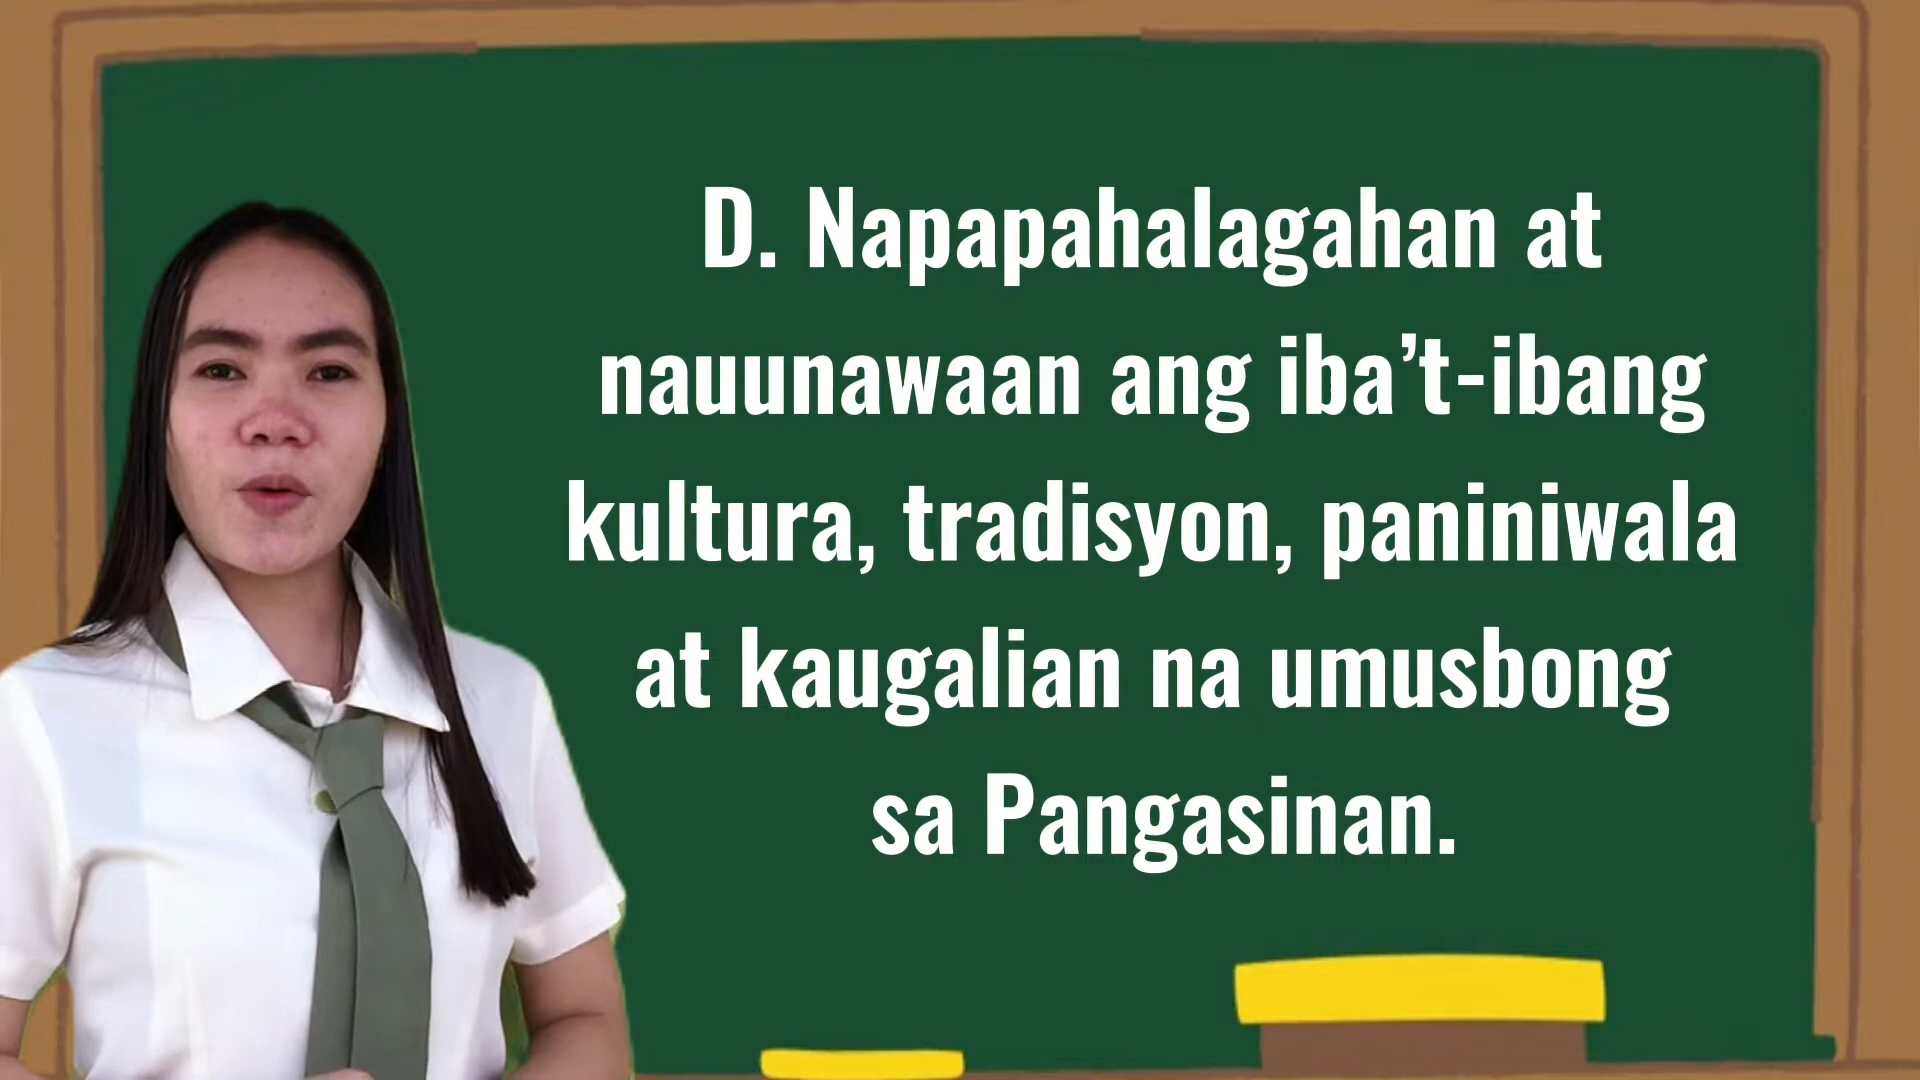 D. Napapahalagahan at
nauunawaan ang iba’t-ibang
kultura, tradisyon, paniniwala
at kaugalian na umusbong
sa Pangasinan.